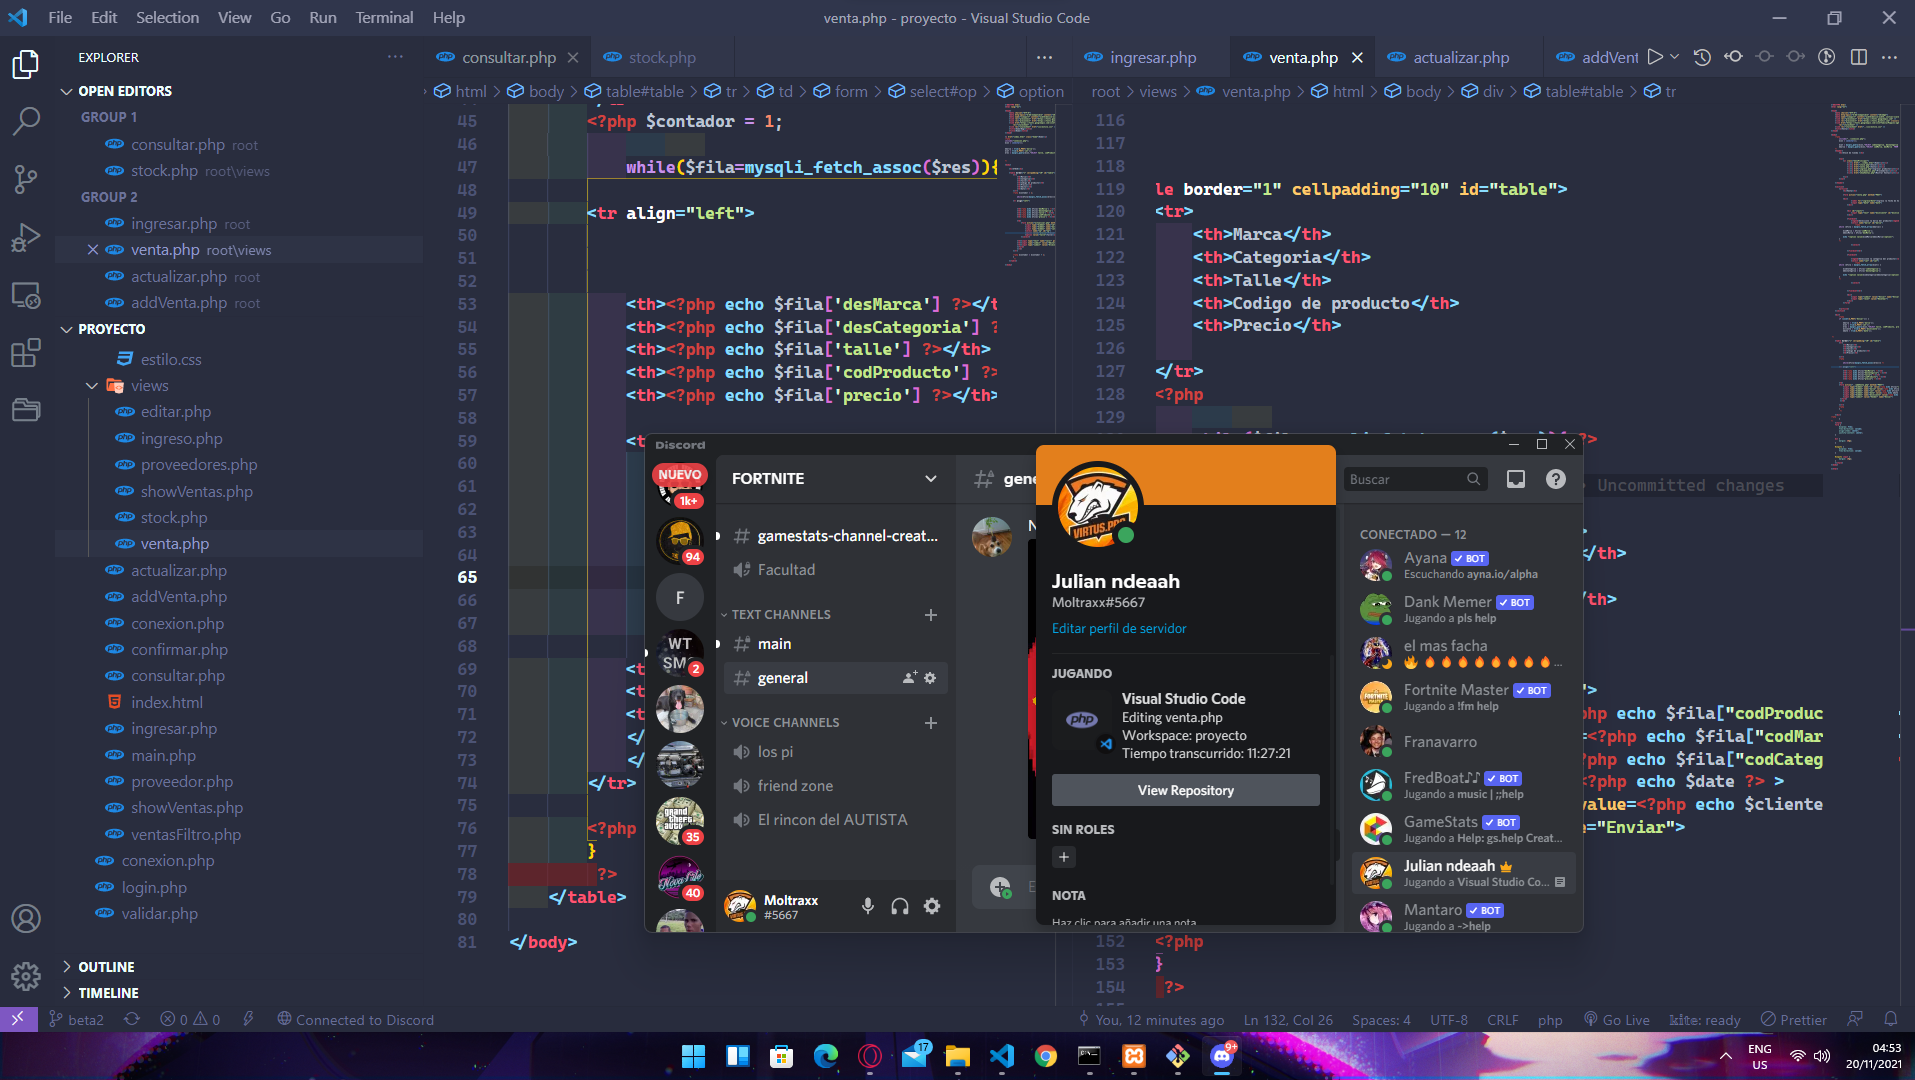 File Edit Selection View Go Run Terminal Help
venta.php - proyecto - Visual Studio Code
EXPLORER
OPEN EDITORS
GROUP 1
consultar.php root
stock.php root\views
GROUP 2
ingresar.php root
venta.php root\views
actualizar.php root
addVenta.php root
PROYECTO
estilo.css
views
editar.php
ingreso.php
proveedores.php
showVentas.php
stock.php
venta.php
actualizar.php
addVenta.php
conexion.php
confirmar.php
consultar.php
index.html
ingresar.php
main.php
proveedor.php
showVentas.php
ventasFiltro.php
conexion.php
login.php
validar.php
OUTLINE
TIMELINE
consultar.php
stock.php
html > body > table#table > tr > td > form > select#op > option
45 <?php $contador = 1;
46
47 while($fila=mysqli_fetch_assoc($res)){
48
49 <tr align="left">
50
51
52
53 <th><?php echo $fila['desMarca'] ?></t
54 <th><?php echo $fila['desCategoria'] ?
55 <th><?php echo $fila['talle'] ?></th>
56 <th><?php echo $fila['codProducto'] ?>
57 <th><?php echo $fila['precio'] ?></th>
58
59 <t
60
61
62
63
64
65
66
67
68
69 <t
70 <t
71 <t
72 </
73 </
74 </tr>
75
76 <?php
77 }
78 ?>
79 </table>
80
81 </body>
ingresar.php
venta.php
actualizar.php
addVent
root > views > venta.php > html > body > div > table#table > tr
116
117
118
119 le border="1" cellpadding="10" id="table">
120 <tr>
121 <th>Marca</th>
122 <th>Categoria</th>
123 <th>Talle</th>
124 <th>Codigo de producto</th>
125 <th>Precio</th>
126
127 </tr>
128 <?php
129
?>
Uncommitted changes
</th>
/th>
">
php echo $fila["codProduc
=<?php echo $fila["codMar
?php echo $fila["codCateg
<?php echo $date ?> >
value=<?php echo $cliente
e="Enviar">
152 <?php
153 }
154 ?>
Discord
NUEVO
1k+
94
F
WT
SM
2
35
40
FORTNITE
gamestats-channel-creat...
Facultad
TEXT CHANNELS
main
general
VOICE CHANNELS
los pi
friend zone
El rincon del AUTISTA
Moltraxx
#5667
gene
N
E
VIRTUS.PRO
Julian ndeaah
Moltraxx#5667
Editar perfil de servidor
JUGANDO
php
Visual Studio Code
Editing venta.php
Workspace: proyecto
Tiempo transcurrido: 11:27:21
View Repository
SIN ROLES
NOTA
Haz clic para añadir una nota
Buscar
CONECTADO — 12
Ayana BOT
Escuchando ayna.io/alpha
Dank Memer BOT
Jugando a pls help
el mas facha
Fortnite Master BOT
Jugando a !fm help
Franavarro
FredBoat♪♪ BOT
Jugando a music | ;;help
GameStats BOT
Jugando a Help: gs.help Creat...
Julian ndeaah
Jugando a Visual Studio Co...
Mantaro BOT
Jugando a ->help
beta2
0 0
Connected to Discord
You, 12 minutes ago
Ln 132, Col 26
Spaces: 4
UTF-8
CRLF
php
Go Live
kite: ready
Prettier
17
9+
ENG
US
04:53
20/11/2021